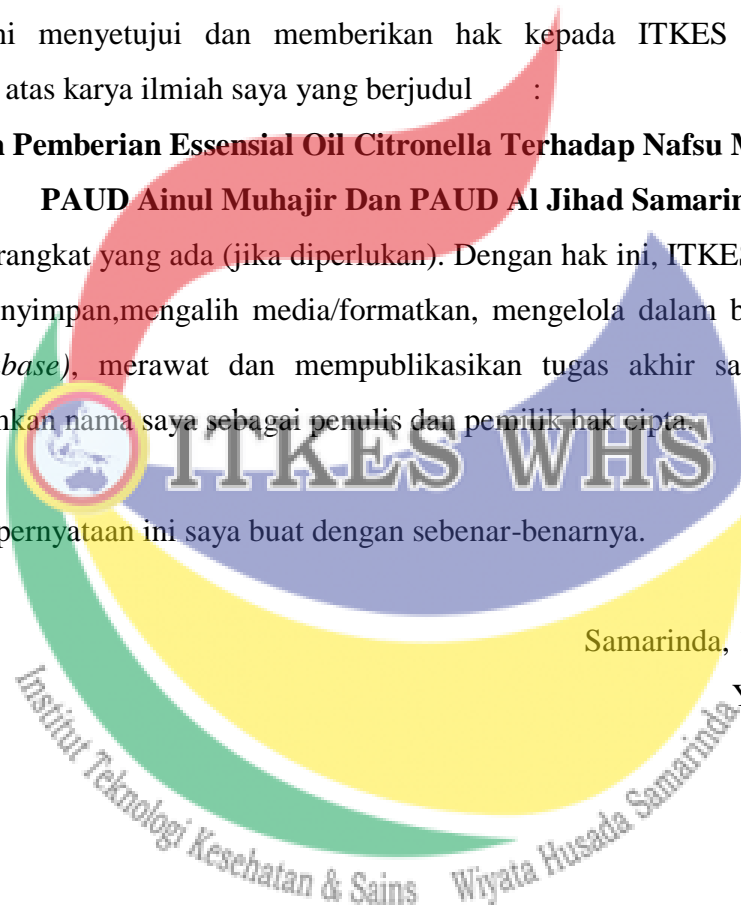 ni menyetujui dan memberikan hak kepada ITKES
atas karya ilmiah saya yang berjudul :
Pemberian Essensial Oil Citronella Terhadap Nafsu
PAUD Ainul Muhajir Dan PAUD Al Jihad Samarin
rangkat yang ada (jika diperlukan). Dengan hak ini, ITKES
nyimpan,mengalih media/formatkan, mengelola dalam b
base), merawat dan mempublikasikan tugas akhir sa
nkan nama saya sebagai penulis dan pemilik hak cipta.
ITKES WHS
pernyataan ini saya buat dengan sebenar-benarnya.
Samarinda,
Y
Institut Teknologi Kesehatan & Sains Wiyata Husada Samarinda